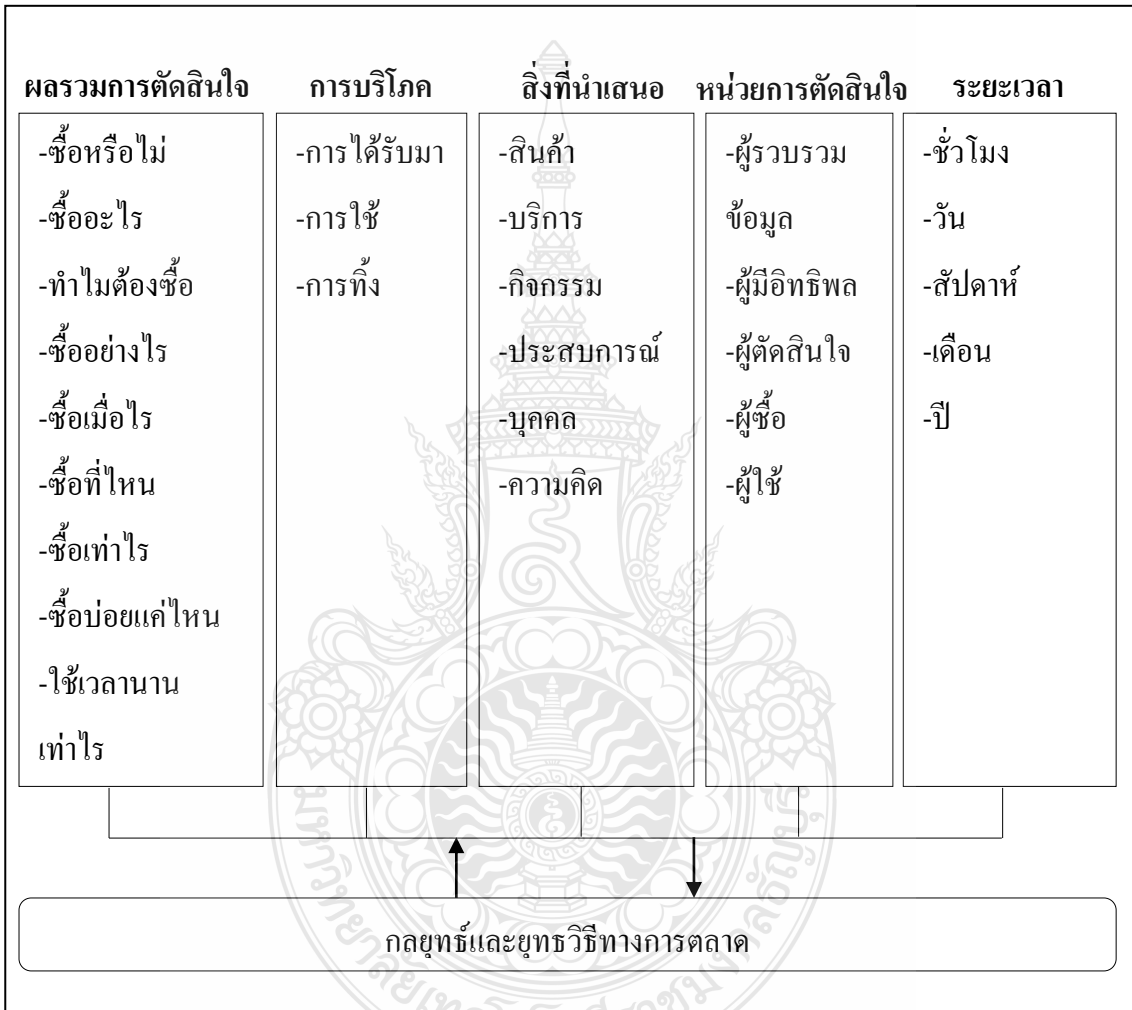 ผลรวมการตัดสินใจ
-ซื้อหรือไม่
-ซื้ออะไร
-ทำไมต้องซื้อ
-ซื้ออย่างไร
-ซื้อเมื่อไร
-ซื้อที่ไหน
-ซื้อเท่าไร
-ซื้อบ่อยแค่ไหน
-ใช้เวลานาน
เท่าไร
การบริโภค
-การได้รับมา
-การใช้
-การทิ้ง
สิ่งที่นำเสนอ
-สินค้า
-บริการ
-กิจกรรม
-ประสบการณ์
-บุคคล
-ความคิด
หน่วยการตัดสินใจ
-ผู้รวบรวม
ข้อมูล
-ผู้มีอิทธิพล
-ผู้ตัดสินใจ
-ผู้ซื้อ
-ผู้ใช้
ระยะเวลา
-ชั่วโมง
-วัน
-สัปดาห์
-เดือน
-ปี
กลยุทธ์และยุทธวิธีทางการตลาด